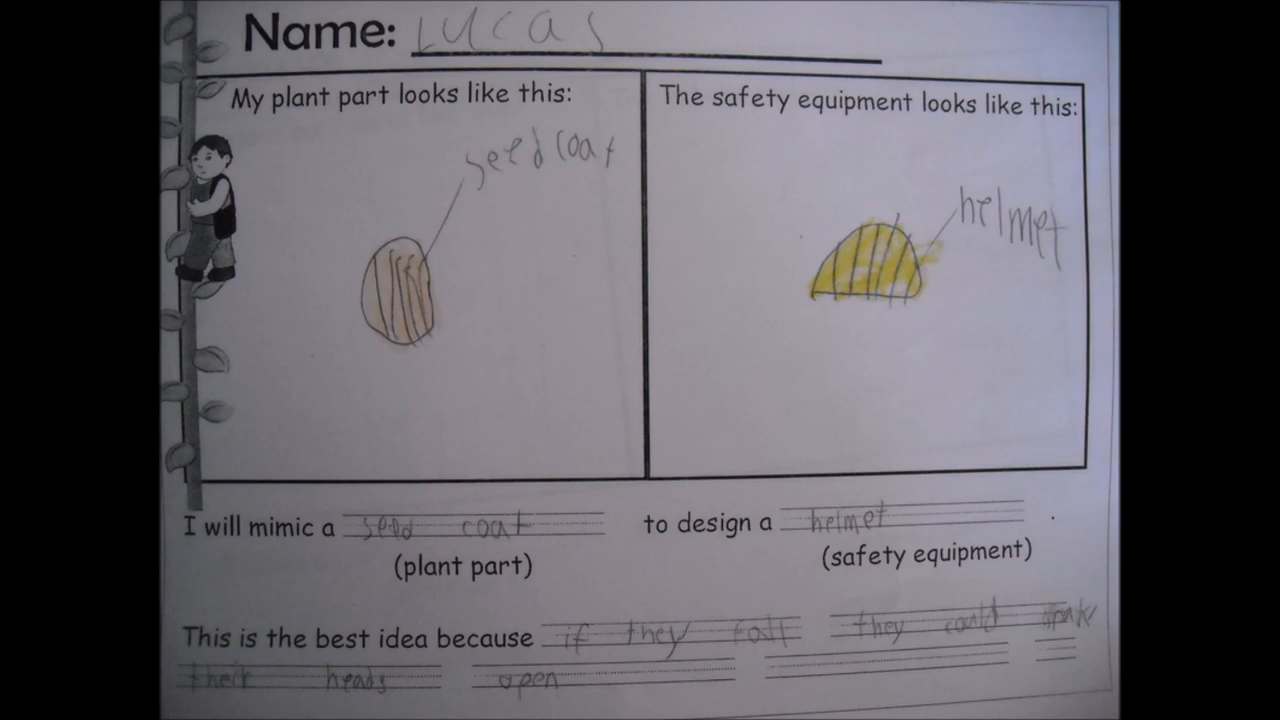 Name: Lucas
My plant part looks like this:
The safety equipment looks like this:
seed coat
helmet
I will mimic a seed coat to design a helmet.
(plant part)
(safety equipment)
This is the best idea because if they fall they could
their heads open